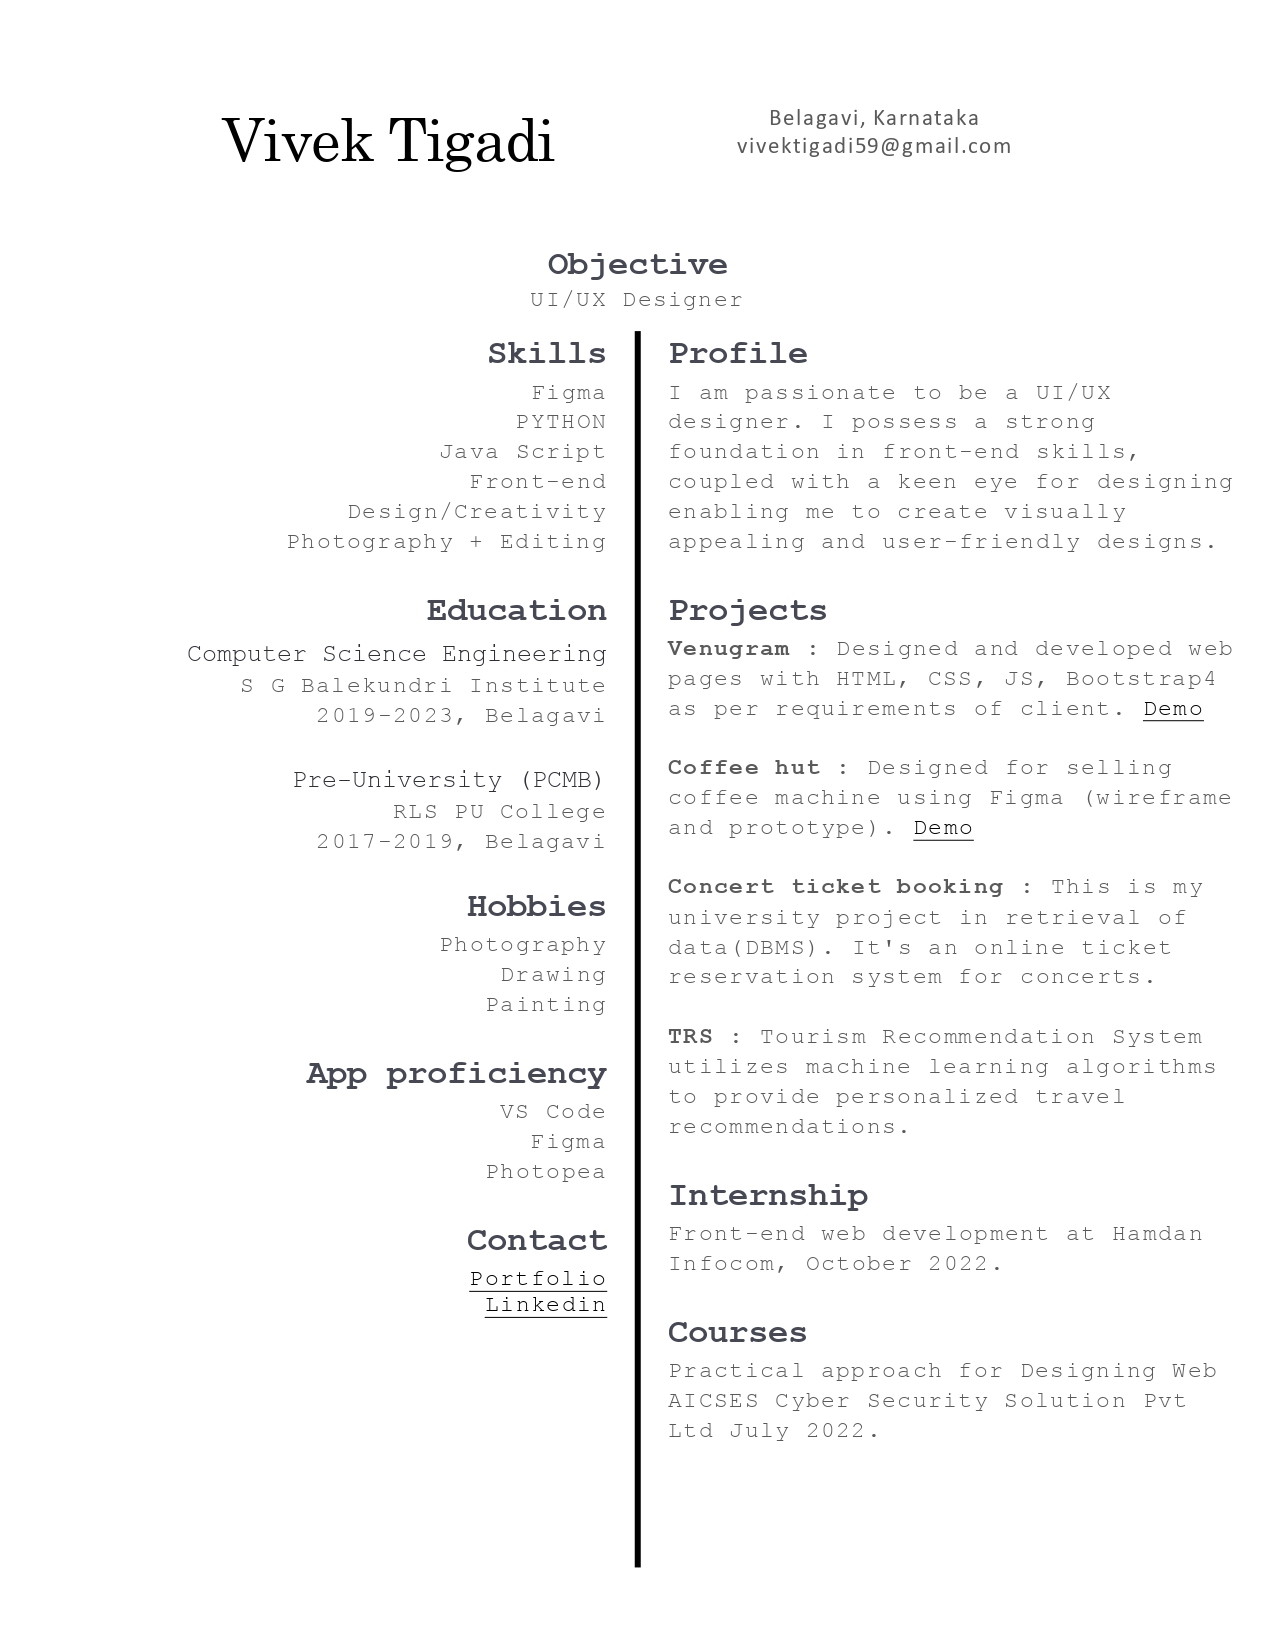 Vivek Tigadi
Belagavi, Karnataka
vivektigadi59@gmail.com
Objective
UI/UX Designer
Skills
Figma
PYTHON
Java Script
Front-end
Design/Creativity
Photography + Editing
Education
Computer Science Engineering
S G Balekundri Institute
2019-2023, Belagavi
Pre-University (PCMB)
RLS PU College
2017-2019, Belagavi
Hobbies
Photography
Drawing
Painting
App proficiency
VS Code
Figma
Photopea
Contact
Portfolio
Linkedin
Profile
I am passionate to be a UI/UX
designer. I possess a strong
foundation in front-end skills,
coupled with a keen eye for designing
enabling me to create visually
appealing and user-friendly designs.
Projects
Venugram : Designed and developed web
pages with HTML, CSS, JS, Bootstrap4
as per requirements of client. Demo
Coffee hut : Designed for selling
coffee machine using Figma (wireframe
and prototype). Demo
Concert ticket booking : This is my
university project in retrieval of
data(DBMS). It's an online ticket
reservation system for concerts.
TRS : Tourism Recommendation System
utilizes machine learning algorithms
to provide personalized travel
recommendations.
Internship
Front-end web development at Hamdan
Infocom, October 2022.
Courses
Practical approach for Designing Web
AICSES Cyber Security Solution Pvt
Ltd July 2022.